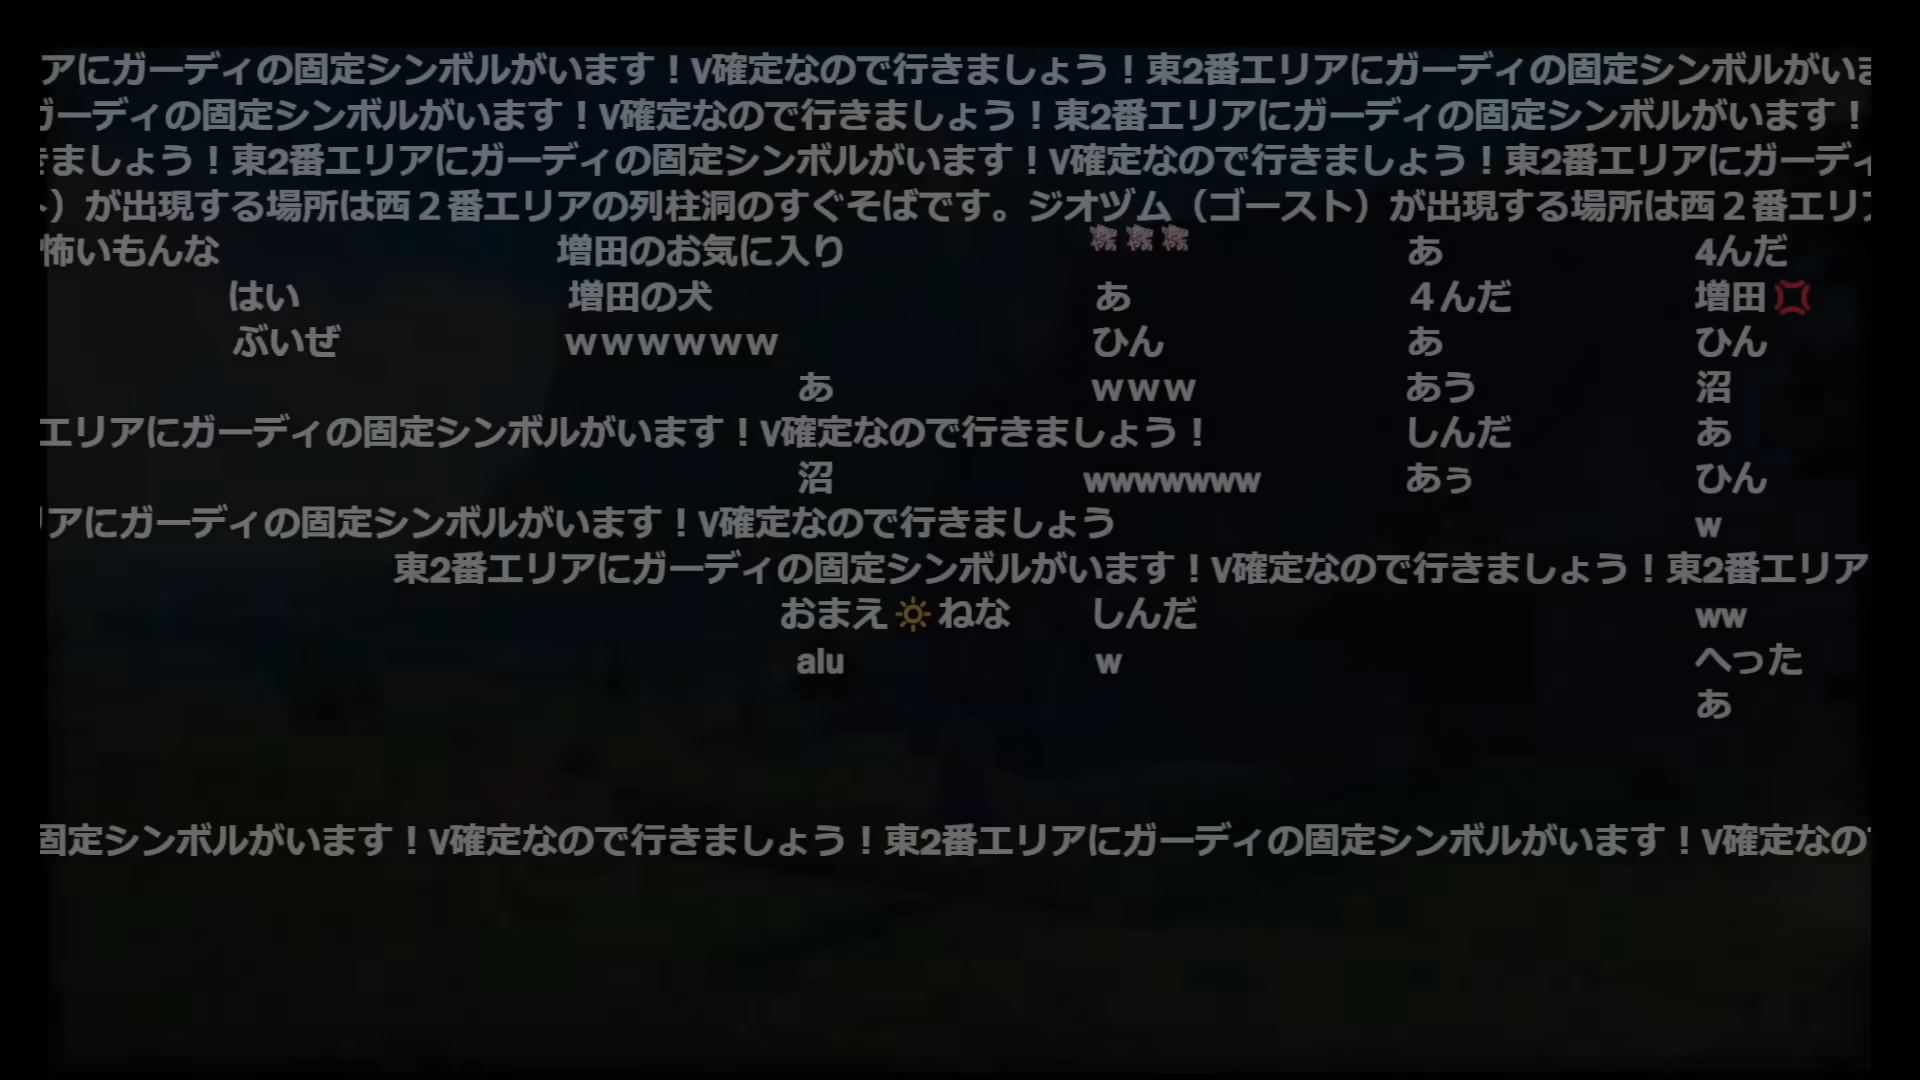 アにガーディの固定シンボルがいます！V確定なので行きましょう！東2番エリアにガーディの固定シンボルがいま
ガーディの固定シンボルがいます！V確定なので行きましょう！東2番エリアにガーディの固定シンボルがいます！
きましょう！東2番エリアにガーディの固定シンボルがいます！V確定なので行きましょう！東2番エリアにガーディ
ト）が出現する場所は西２番エリアの列柱洞のすぐそばです。ジオヅム（ゴースト）が出現する場所は西２番エリア
怖いもんな 増田のお気に入り あ 4んだ
はい 増田の犬 あ ４んだ 増田💢
ぶいぜ ｗｗｗｗｗｗ ひん あ ひん
あ ｗｗｗ あう 沼
エリアにガーディの固定シンボルがいます！V確定なので行きましょう！ しんだ あ
沼 wwwwwww あぅ ひん
リアにガーディの固定シンボルがいます！V確定なので行きましょう w
東2番エリアにガーディの固定シンボルがいます！V確定なので行きましょう！東2番エリア
おまえ🔆ねな しんだ ww
alu w へった
あ
固定シンボルがいます！V確定なので行きましょう！東2番エリアにガーディの固定シンボルがいます！V確定なので